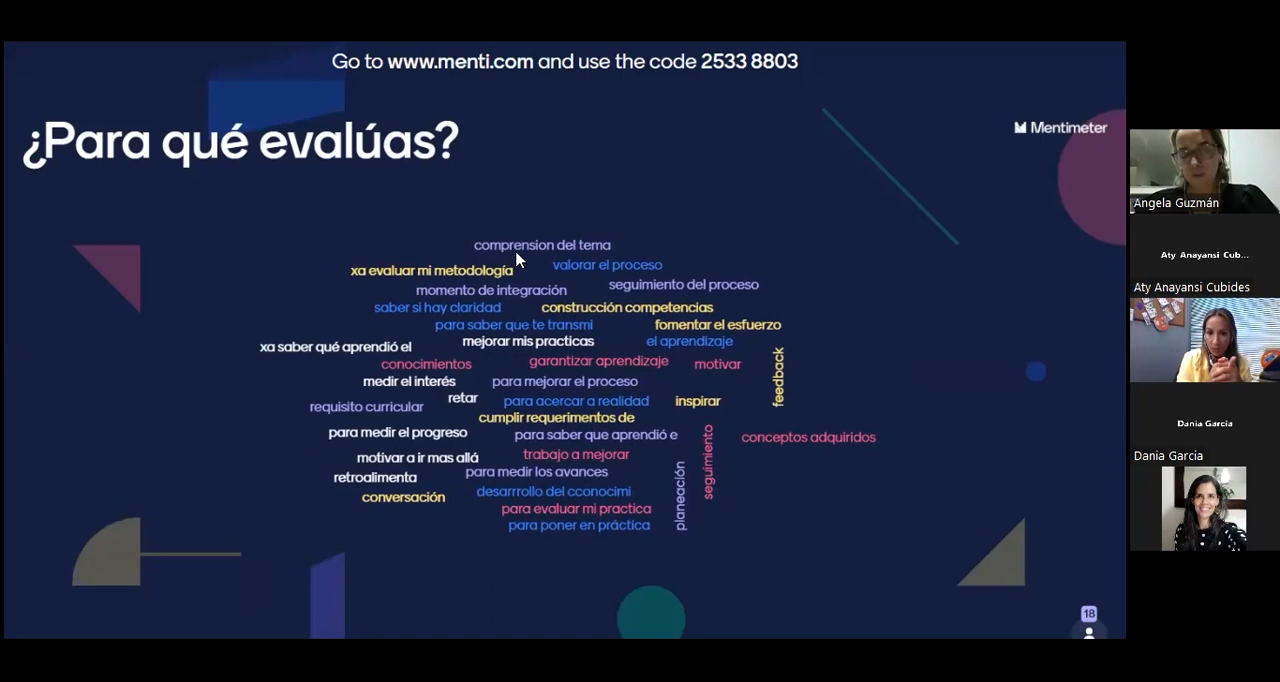 Go to www.menti.com and use the code 2533 8803
¿Para qué evalúas?
Mentimeter
comprension del tema
xa evaluar mi metodología
valorar el proceso
momento de integración
seguimiento del proceso
saber si hay claridad
construcción competencias
para saber que te transmi
fomentar el esfuerzo
xa saber qué aprendió el
mejorar mis practicas
el aprendizaje
conocimientos
garantizar aprendizaje
motivar
feedback
medir el interés
para mejorar el proceso
retar
para acercar a realidad
inspirar
requisito curricular
cumplir requerimentos de
para medir el progreso
para saber que aprendió e
conceptos adquiridos
seguimiento
motivar a ir mas allá
trabajo a mejorar
retroalimenta
para medir los avances
planeación
conversación
desarrrollo del cconocimi
para evaluar mi practica
para poner en práctica
18
Angela Guzmán
Aty Anayansi Cub...
Aty Anayansi Cubides
Dania Garcia
Dania Garcia